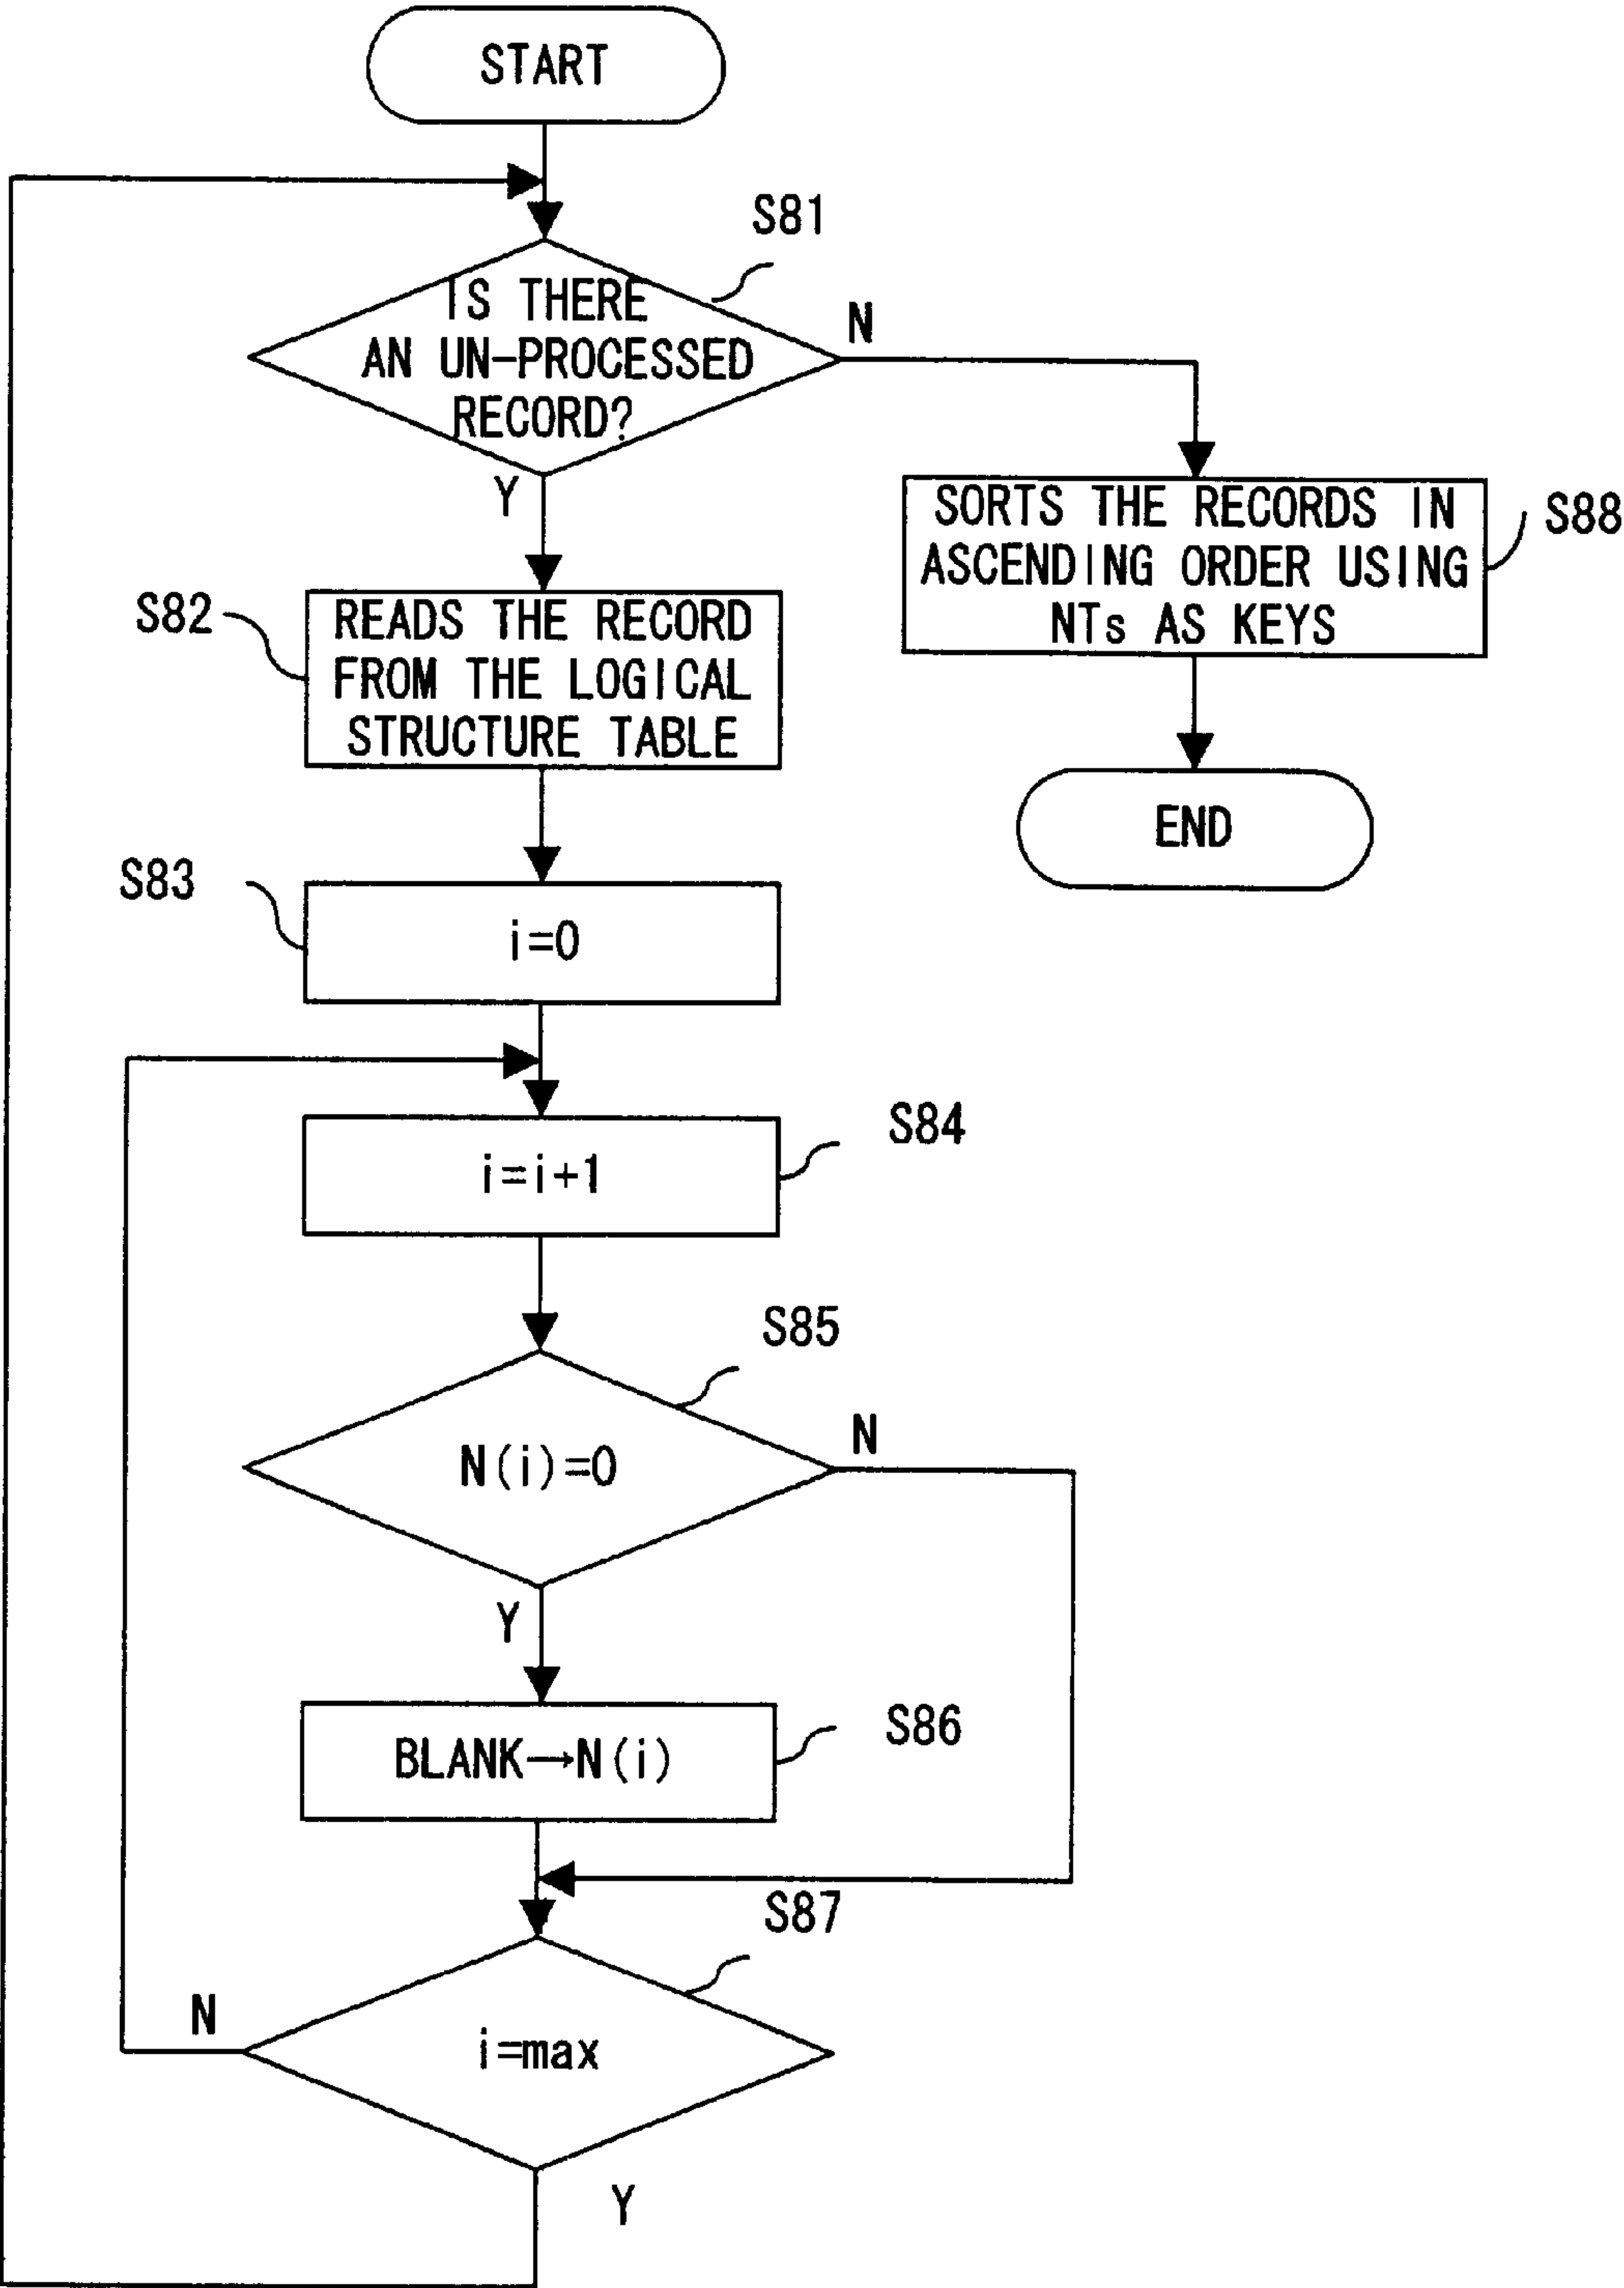 START
S81
IS THERE
AN UN-PROCESSED
RECORD?
N
Y
SORTS THE RECORDS IN
ASCENDING ORDER USING
NTs AS KEYS
S88
S82
READS THE RECORD
FROM THE LOGICAL
STRUCTURE TABLE
END
S83
i=0
S84
i=i+1
S85
N(i)=0
N
Y
S86
BLANK→N(i)
S87
N
i=max
Y